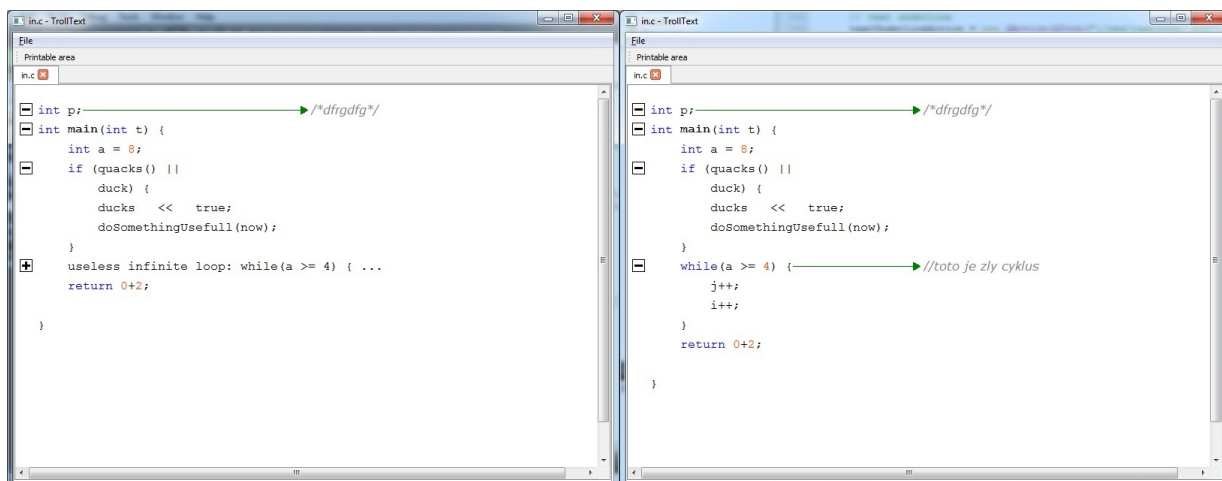 in.c - TrollText
File
Printable area
in.c
int p; /*dfrgdfg*/
int main(int t) {
int a = 8;
if (quacks() ||
duck) {
ducks << true;
doSomethingUsefull(now);
}
useless infinite loop: while(a >= 4) { ...
return 0+2;
}
in.c - TrollText
File
Printable area
in.c
int p; /*dfrgdfg*/
int main(int t) {
int a = 8;
if (quacks() ||
duck) {
ducks << true;
doSomethingUsefull(now);
}
while(a >= 4) { //toto je zly cyklus
j++;
i++;
}
return 0+2;
}